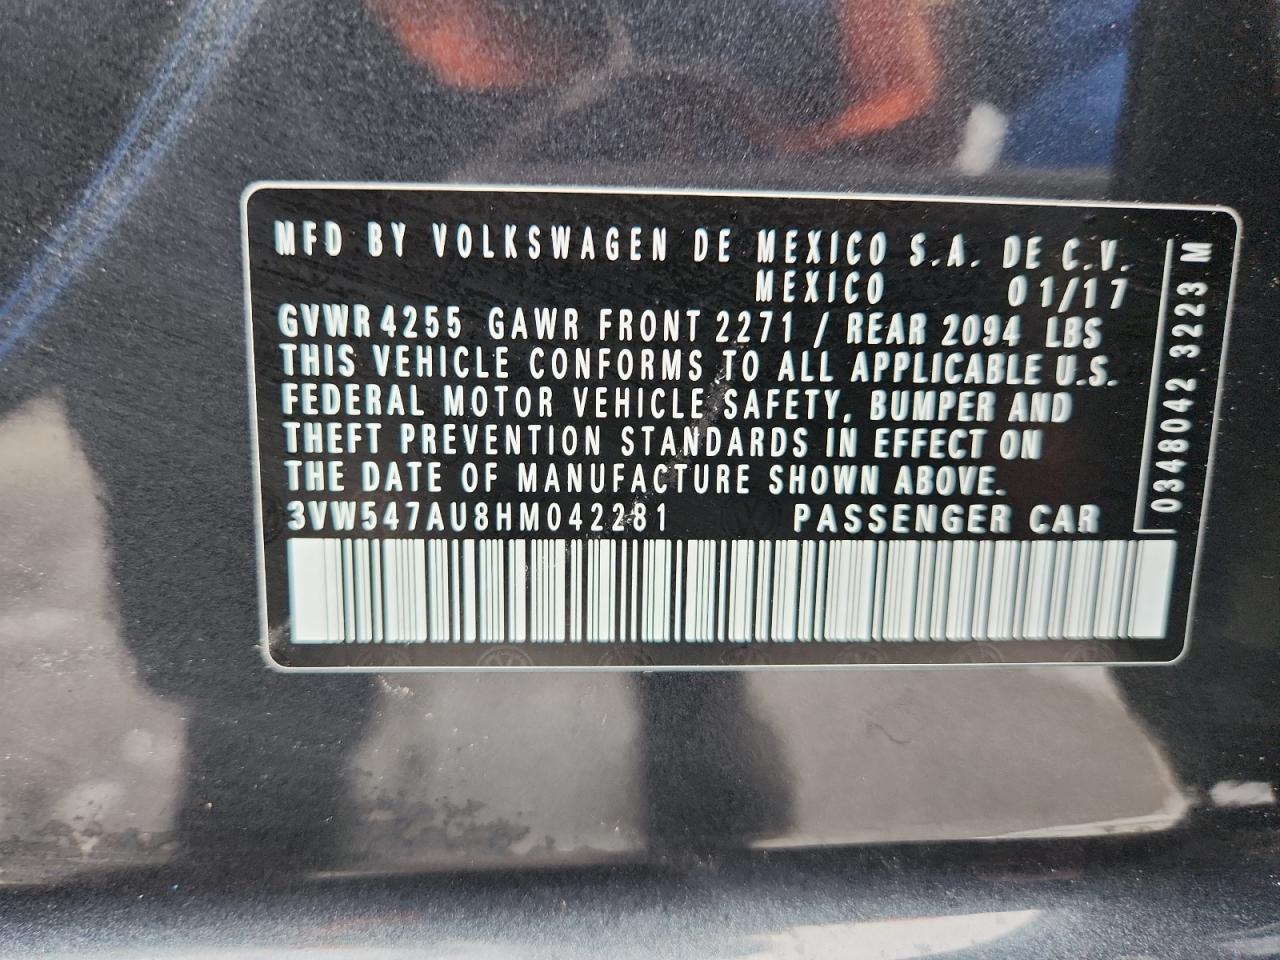 MFD BY VOLKSWAGEN DE MEXICO S.A. DE C.V.
MEXICO 01/17
GVWR 4255 GAWR FRONT 2271 / REAR 2094 LBS
THIS VEHICLE CONFORMS TO ALL APPLICABLE U.S.
FEDERAL MOTOR VEHICLE SAFETY, BUMPER AND
THEFT PREVENTION STANDARDS IN EFFECT ON
THE DATE OF MANUFACTURE SHOWN ABOVE.
3VW547AU8HM042281 PASSENGER CAR
0348042 3223 M